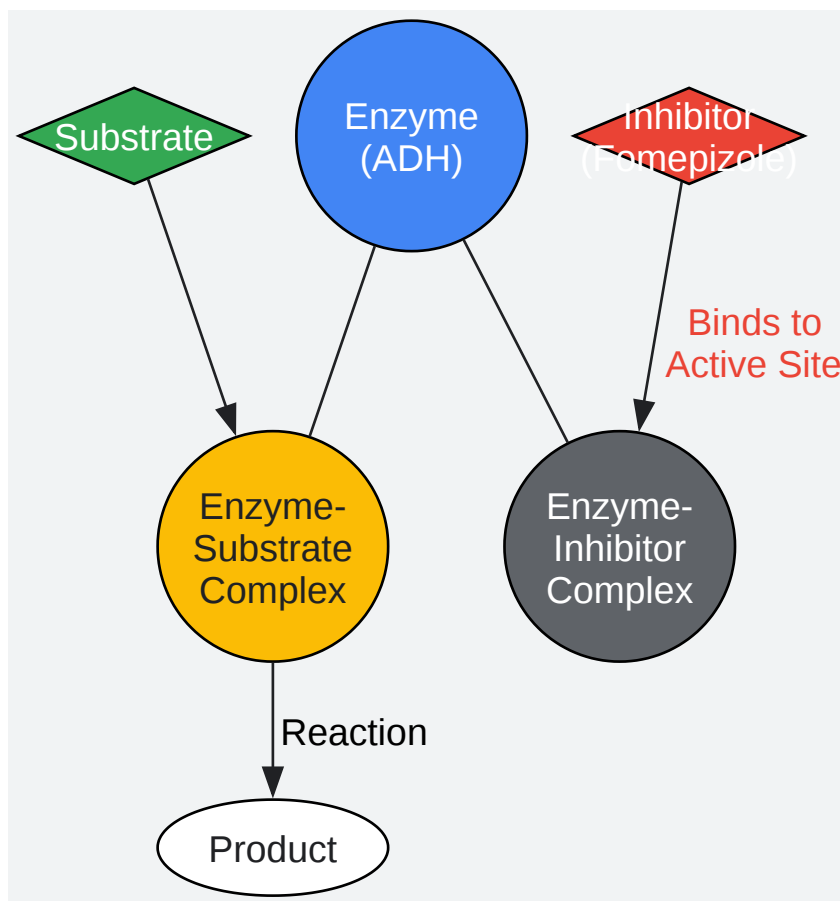 Substrate
Enzyme
(ADH)
Inhibitor
(Fomepizole)
Binds to
Active Site
Enzyme-
Substrate
Complex
Enzyme-
Inhibitor
Complex
Reaction
Product